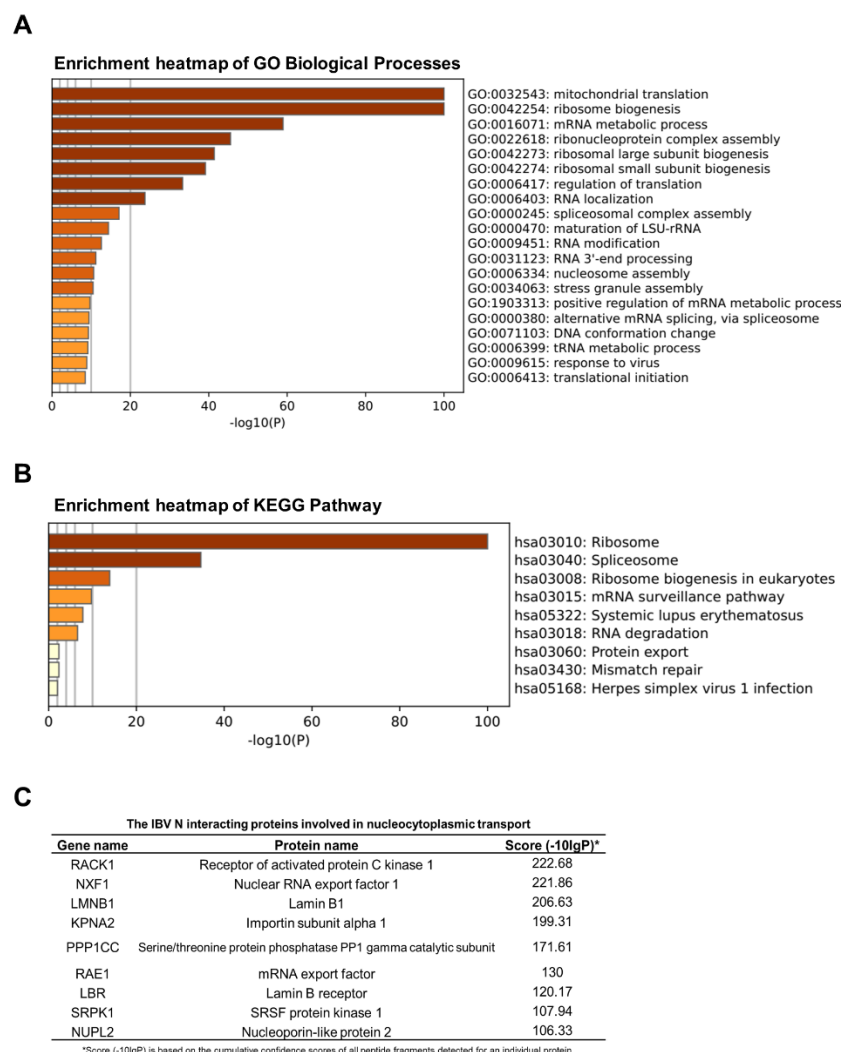 A
Enrichment heatmap of GO Biological Processes
GO:0032543: mitochondrial translation
GO:0042254: ribosome biogenesis
GO:0016071: mRNA metabolic process
GO:0022618: ribonucleoprotein complex assembly
GO:0042273: ribosomal large subunit biogenesis
GO:0042274: ribosomal small subunit biogenesis
GO:0006417: regulation of translation
GO:0006403: RNA localization
GO:0000245: spliceosomal complex assembly
GO:0000470: maturation of LSU-rRNA
GO:0009451: RNA modification
GO:0031123: RNA 3'-end processing
GO:0006334: nucleosome assembly
GO:0034063: stress granule assembly
GO:1903313: positive regulation of mRNA metabolic process
GO:0000380: alternative mRNA splicing, via spliceosome
GO:0071103: DNA conformation change
GO:0006399: tRNA metabolic process
GO:0009615: response to virus
GO:0006413: translational initiation
0 20 40 60 80 100
-log10(P)
B
Enrichment heatmap of KEGG Pathway
hsa03010: Ribosome
hsa03040: Spliceosome
hsa03008: Ribosome biogenesis in eukaryotes
hsa03015: mRNA surveillance pathway
hsa05322: Systemic lupus erythematosus
hsa03018: RNA degradation
hsa03060: Protein export
hsa03430: Mismatch repair
hsa05168: Herpes simplex virus 1 infection
0 20 40 60 80 100
-log10(P)
C
The IBV N interacting proteins involved in nucleocytoplasmic transport
Gene name Protein name Score (-10lgP)*
RACK1 Receptor of activated protein C kinase 1 222.68
NXF1 Nuclear RNA export factor 1 221.86
LMNB1 Lamin B1 206.63
KPNA2 Importin subunit alpha 1 199.31
PPP1CC Serine/threonine protein phosphatase PP1 gamma catalytic subunit 171.61
RAE1 mRNA export factor 130
LBR Lamin B receptor 120.17
SRPK1 SRSF protein kinase 1 107.94
NUPL2 Nucleoporin-like protein 2 106.33
*Score (-10lgP) is based on the cumulative confidence scores of all peptide fragments detected for an individual protein